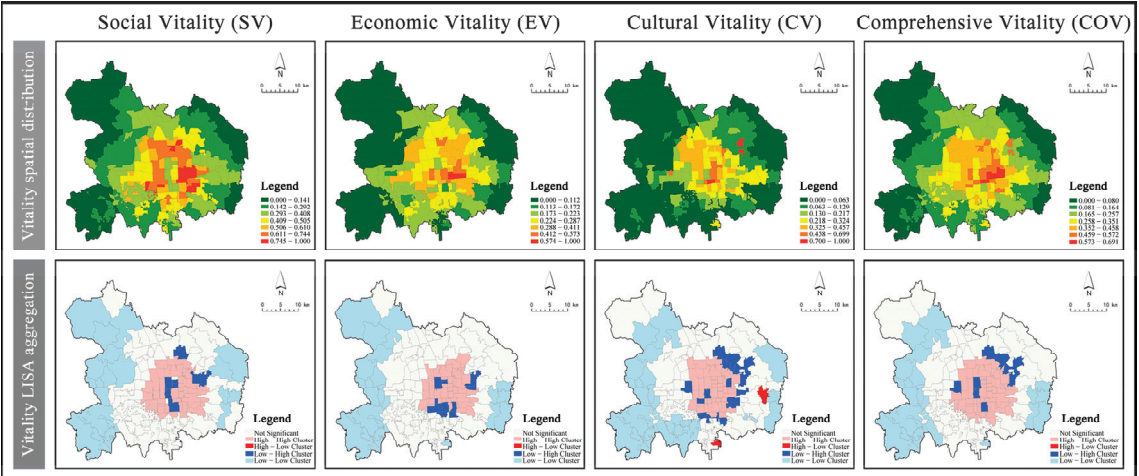 Social Vitality (SV)
Economic Vitality (EV)
Cultural Vitality (CV)
Comprehensive Vitality (COV)
Vitality spatial distribution
N
0 5 10 km
Legend
0.000 – 0.141
0.142 – 0.292
0.293 – 0.408
0.409 – 0.505
0.506 – 0.610
0.611 – 0.744
0.745 – 1.000
N
0 5 10 km
Legend
0.000 – 0.112
0.113 – 0.172
0.173 – 0.223
0.224 – 0.287
0.288 – 0.411
0.412 – 0.573
0.574 – 1.000
N
0 5 10 km
Legend
0.000 – 0.063
0.063 – 0.129
0.130 – 0.217
0.218 – 0.324
0.325 – 0.457
0.438 – 0.699
0.700 – 1.000
N
0 5 10 km
Legend
0.000 – 0.080
0.081 – 0.164
0.165 – 0.257
0.258 – 0.351
0.352 – 0.458
0.459 – 0.572
0.573 – 0.691
Vitality LISA aggregation
N
0 5 10 km
Legend
Not Significant
High – High Cluster
High – Low Cluster
Low – High Cluster
Low – Low Cluster
N
0 5 10 km
Legend
Not Significant
High – High Cluster
High – Low Cluster
Low – High Cluster
Low – Low Cluster
N
0 5 10 km
Legend
Not Significant
High – High Cluster
High – Low Cluster
Low – High Cluster
Low – Low Cluster
N
0 5 10 km
Legend
Not Significant
High – High Cluster
High – Low Cluster
Low – High Cluster
Low – Low Cluster